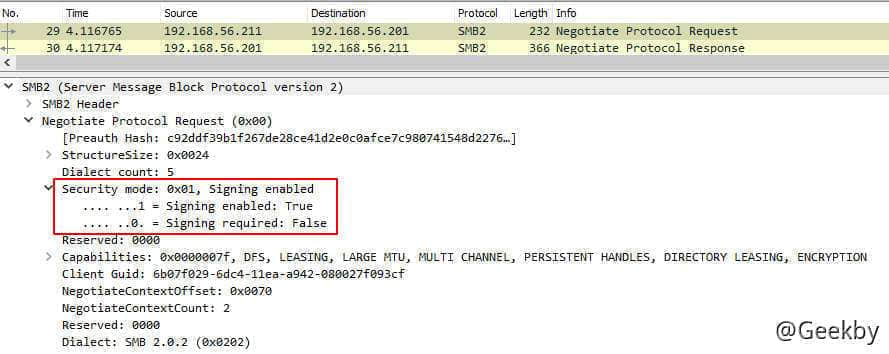 No. Time Source Destination Protocol Length Info
29 4.116765 192.168.56.211 192.168.56.201 SMB2 232 Negotiate Protocol Request
30 4.117174 192.168.56.201 192.168.56.211 SMB2 366 Negotiate Protocol Response
SMB2 (Server Message Block Protocol version 2)
SMB2 Header
Negotiate Protocol Request (0x00)
[Preauth Hash: c92ddf39b1f267de28ce41d2e0c0afce7c980741548d2276…]
StructureSize: 0x0024
Dialect count: 5
Security mode: 0x01, Signing enabled
.... ...1 = Signing enabled: True
.... ..0. = Signing required: False
Reserved: 0000
Capabilities: 0x0000007f, DFS, LEASING, LARGE MTU, MULTI CHANNEL, PERSISTENT HANDLES, DIRECTORY LEASING, ENCRYPTION
Client Guid: 6b07f029-6dc4-11ea-a942-080027f093cf
NegotiateContextOffset: 0x0070
NegotiateContextCount: 2
Reserved: 0000
Dialect: SMB 2.0.2 (0x0202)
@Geekby